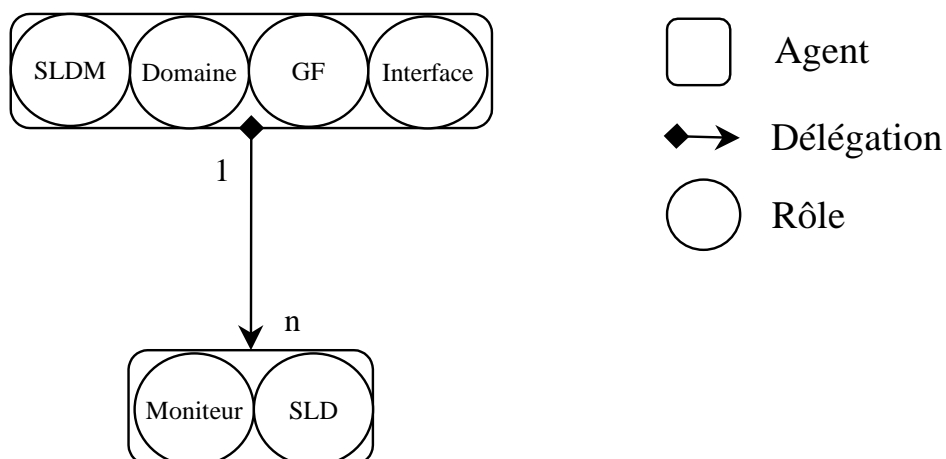 SLDM Domaine GF Interface
Agent
Délégation
1
Rôle
n
Moniteur SLD